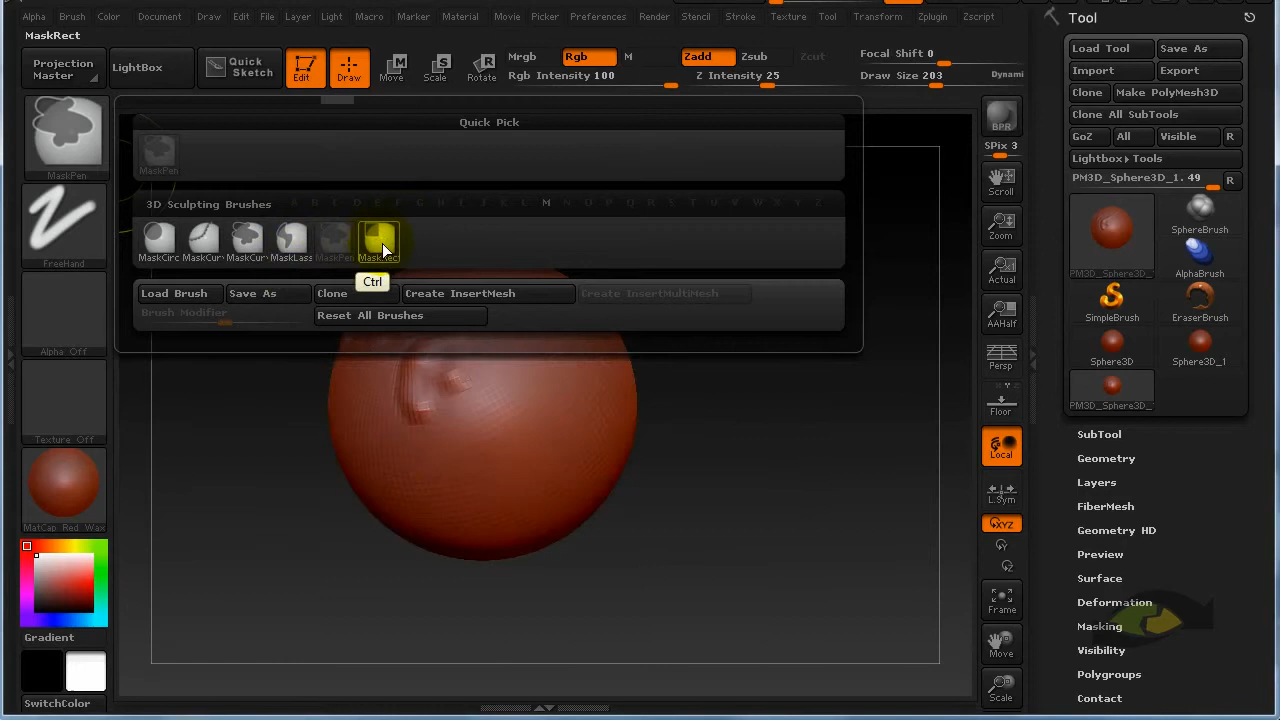 Alpha Brush Color Document Draw Edit File Layer Light Macro Marker Material Movie Picker Preferences Render Stencil Stroke Texture Tool Transform Zplugin Zscript
MaskRect
Projection
Master
LightBox
Quick
Sketch
Edit
Draw
Move
Scale
Rotate
Mrgb Rgb M
Rgb Intensity 100
Zadd Zsub Zcut
Z Intensity 25
Focal Shift 0
Draw Size 203 Dynami
MaskPen
FreeHand
Alpha Off
Texture Off
MatCap Red Wax
Gradient
SwitchColor
Quick Pick
MaskPen
3D Sculpting Brushes A B C D E F G H I J K L M N O P Q R S T U V W X Y Z
MaskCirc MaskCurv MaskCurv MaskLass MaskPen MaskRect
Ctrl
Load Brush Save As Clone Create InsertMesh Create InsertMultiMesh
Brush Modifier Reset All Brushes
BPR
SPix 3
Scroll
Zoom
Actual
AAHalf
Persp
Floor
Local
L.Sym
XYZ
Y
Z
Frame
Move
Scale
Tool
Load Tool Save As
Import Export
Clone Make PolyMesh3D
Clone All SubTools
GoZ All Visible R
Lightbox▸Tools
PM3D_Sphere3D_1. 49 R
SphereBrush
PM3D_Sphere3D_ AlphaBrush
SimpleBrush EraserBrush
Sphere3D Sphere3D_1
PM3D_Sphere3D_
SubTool
Geometry
Layers
FiberMesh
Geometry HD
Preview
Surface
Deformation
Masking
Visibility
Polygroups
Contact